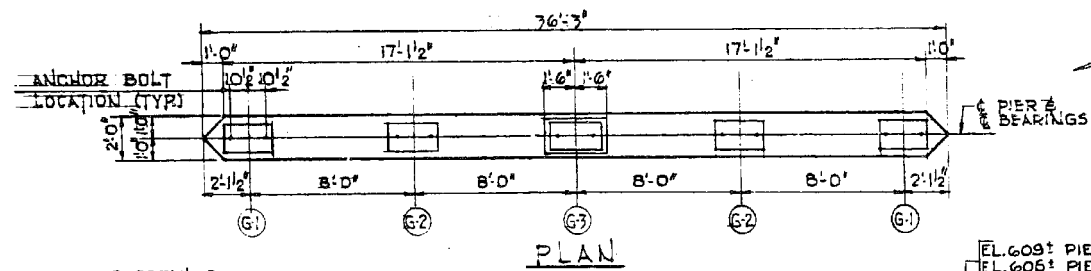 36'-3"
1'-0" 17'-1½" 17'-1½" 1'-0"
ANCHOR BOLT 10½" 10½" 1'-6" 1'-6"
LOCATION (TYP.)
℄ PIER &
℄ BEARINGS
2'-0" 1'-0" 1'-0"
2'-1½" 8'-0" 8'-0" 8'-0" 8'-0" 2'-1½"
G-1 G-2 G-3 G-2 G-1
PLAN
EL. 609± PIE
EL. 605± PIE